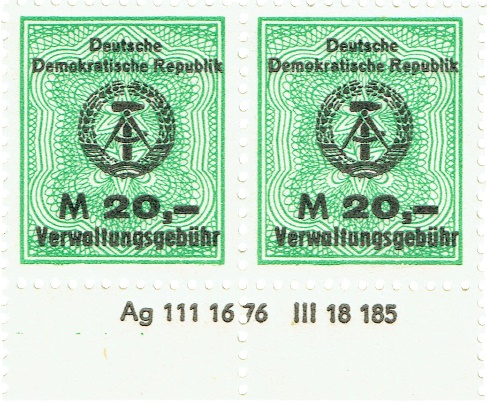 Deutsche
Demokratische Republik
M 20,-
Verwaltungsgebühr
Deutsche
Demokratische Republik
M 20,-
Verwaltungsgebühr
Ag 111 16 76 III 18 185